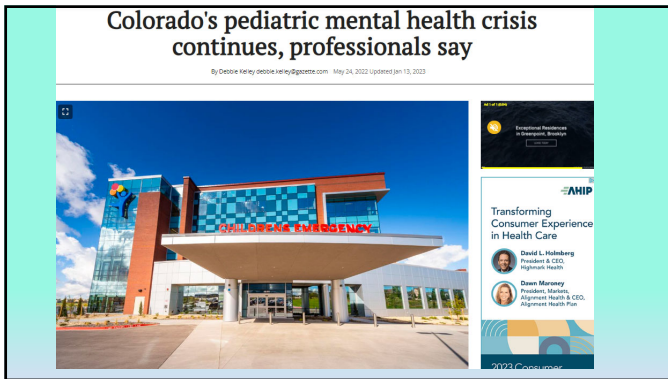 Colorado's pediatric mental health crisis
continues, professionals say
By Debbie Kelley debbie.kelley@gazette.com May 24, 2022 Updated Jan 13, 2023
CHILDRENS EMERGENCY
Exceptional Residences
in Greenpoint, Brooklyn
AHIP
Transforming
Consumer Experience
in Health Care
David L. Holmberg
President & CEO,
Highmark Health
Dawn Maroney
President, Markets,
Alignment Health & CEO,
Alignment Health Plan
2023 Consumer